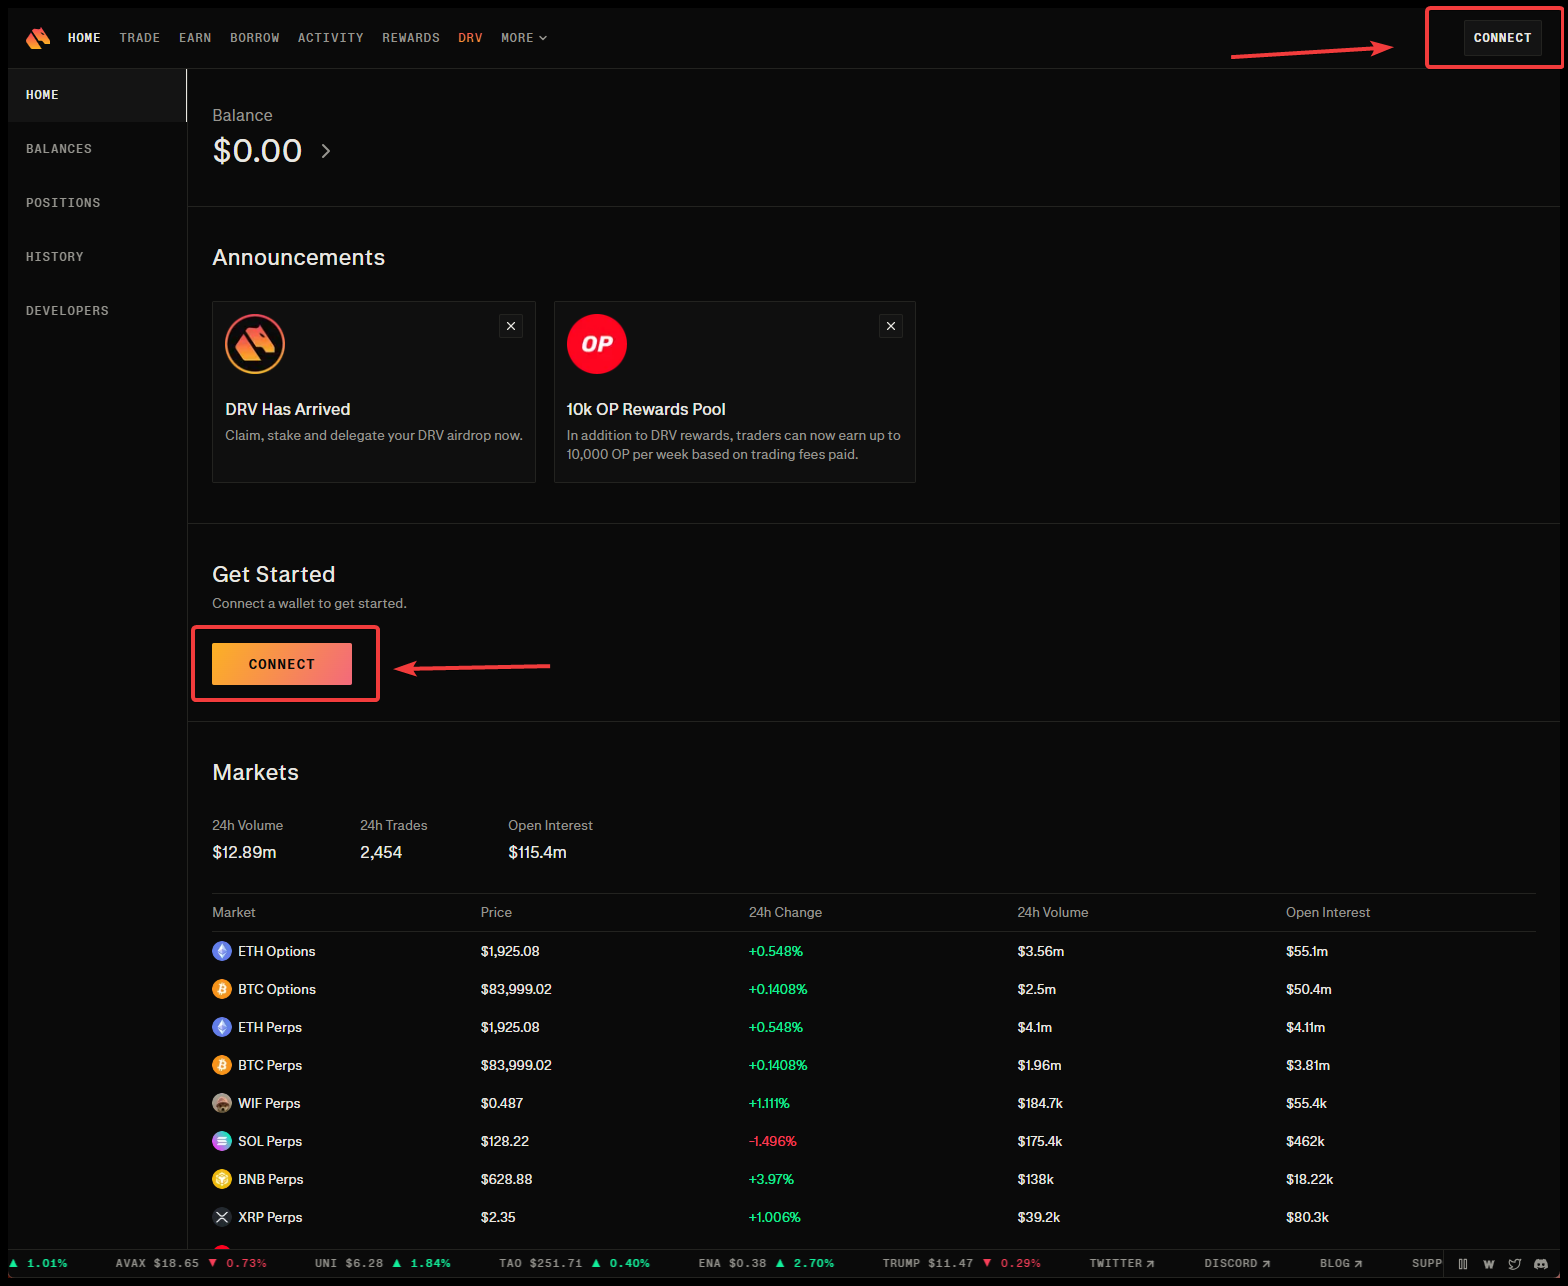 HOME TRADE EARN BORROW ACTIVITY REWARDS DRV MORE CONNECT
HOME
BALANCES
POSITIONS
HISTORY
DEVELOPERS
Balance
$0.00
Announcements
DRV Has Arrived
Claim, stake and delegate your DRV airdrop now.
OP
10k OP Rewards Pool
In addition to DRV rewards, traders can now earn up to
10,000 OP per week based on trading fees paid.
Get Started
Connect a wallet to get started.
CONNECT
Markets
24h Volume 24h Trades Open Interest
$12.89m 2,454 $115.4m
Market Price 24h Change 24h Volume Open Interest
ETH Options $1,925.08 +0.548% $3.56m $55.1m
BTC Options $83,999.02 +0.1408% $2.5m $50.4m
ETH Perps $1,925.08 +0.548% $4.1m $4.11m
BTC Perps $83,999.02 +0.1408% $1.96m $3.81m
WIF Perps $0.487 +1.111% $184.7k $55.4k
SOL Perps $128.22 -1.496% $175.4k $462k
BNB Perps $628.88 +3.97% $138k $18.22k
XRP Perps $2.35 +1.006% $39.2k $80.3k
▲ 1.01% AVAX $18.65 ▼ 0.73% UNI $6.28 ▲ 1.84% TAO $251.71 ▲ 0.40% ENA $0.38 ▲ 2.70% TRUMP $11.47 ▼ 0.29% TWITTER DISCORD BLOG SUPP